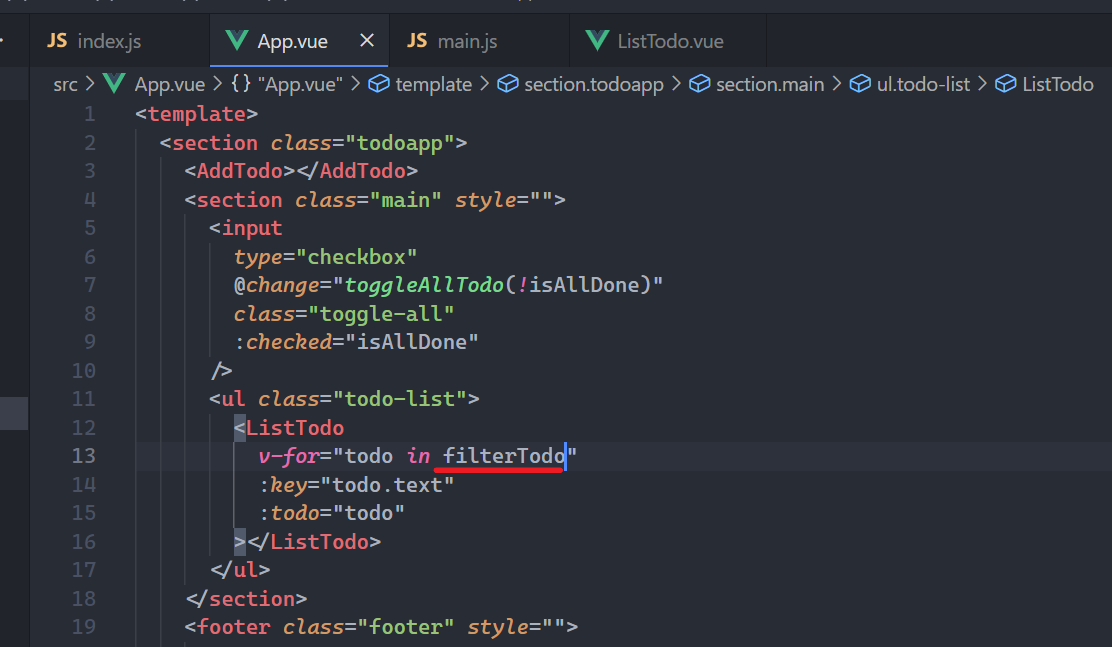 JS index.js App.vue × JS main.js ListTodo.vue
src > App.vue > {} "App.vue" > template > section.todoapp > section.main > ul.todo-list > ListTodo
1 <template>
2 <section class="todoapp">
3 <AddTodo></AddTodo>
4 <section class="main" style="">
5 <input
6 type="checkbox"
7 @change="toggleAllTodo(!isAllDone)"
8 class="toggle-all"
9 :checked="isAllDone"
10 />
11 <ul class="todo-list">
12 <ListTodo
13 v-for="todo in filterTodo"
14 :key="todo.text"
15 :todo="todo"
16 ></ListTodo>
17 </ul>
18 </section>
19 <footer class="footer" style="">